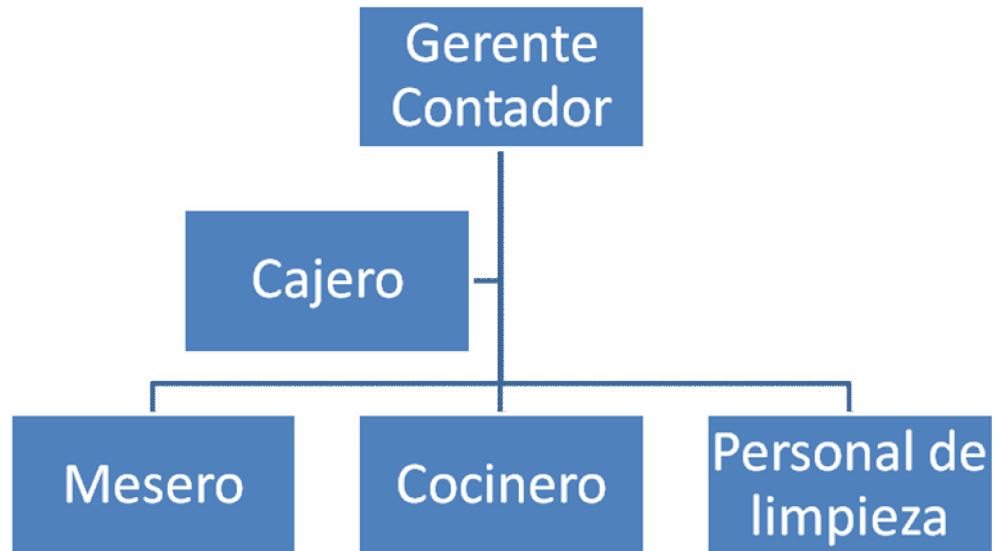 Gerente
Contador
Cajero
Mesero
Cocinero
Personal de
limpieza